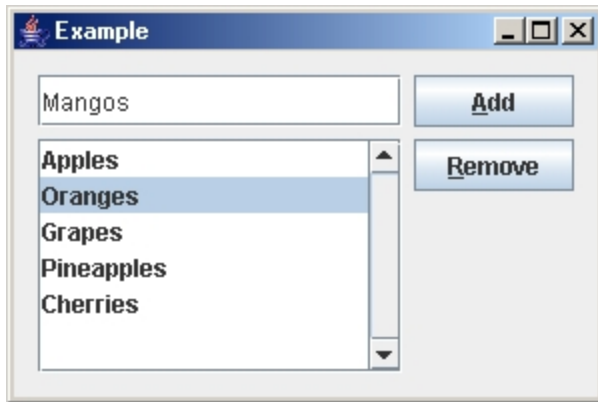 Example
Mangos
Add
Apples
Remove
Oranges
Grapes
Pineapples
Cherries